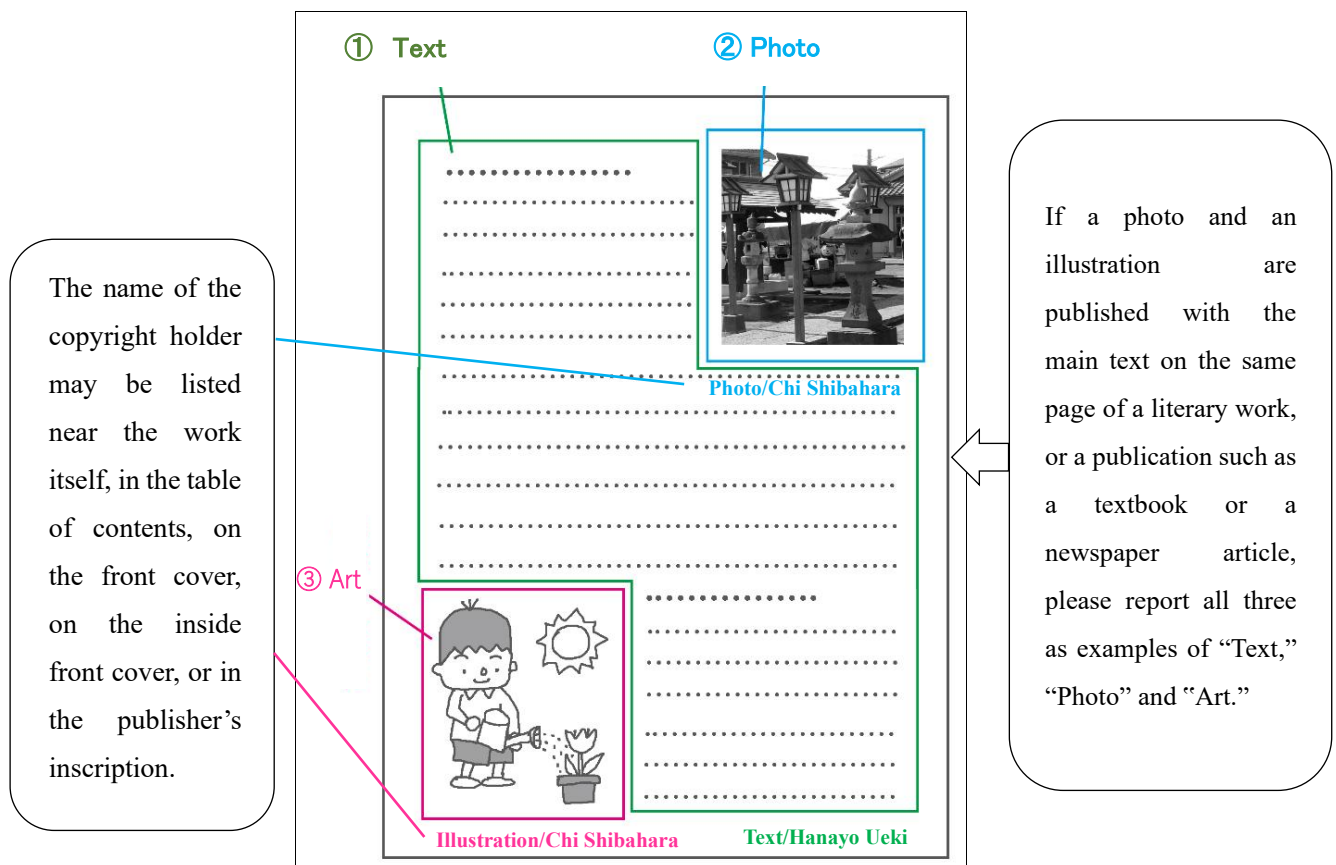 ① Text
② Photo
The name of the
copyright holder
may be listed
near the work
itself, in the table
of contents, on
the front cover,
on the inside
front cover, or in
the publisher’s
inscription.
Photo/Chi Shibahara
③ Art
Illustration/Chi Shibahara
Text/Hanayo Ueki
If a photo and an
illustration are
published with the
main text on the same
page of a literary work,
or a publication such as
a textbook or a
newspaper article,
please report all three
as examples of “Text,”
“Photo” and “Art.”